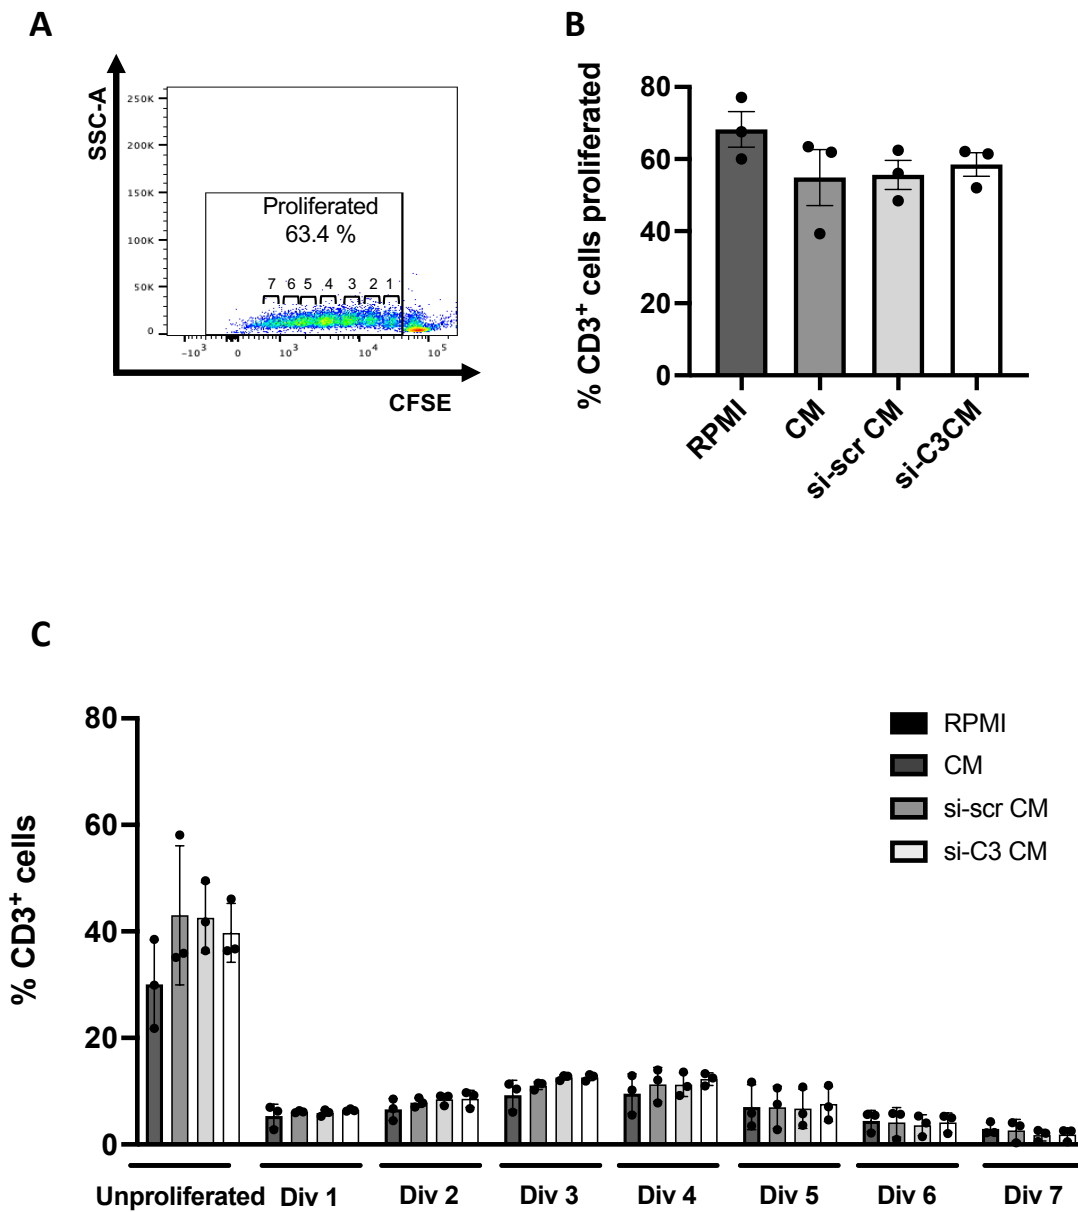 A
SSC-A
250K
200K
150K
100K
50K
0
Proliferated
63.4 %
7 6 5 4 3 2 1
-10³ 0 10³ 10⁴ 10⁵
CFSE
B
% CD3⁺ cells proliferated
80
60
40
20
0
RPMI
CM
si-scr CM
si-C3CM
C
% CD3⁺ cells
80
60
40
20
0
RPMI
CM
si-scr CM
si-C3 CM
Unproliferated Div 1 Div 2 Div 3 Div 4 Div 5 Div 6 Div 7